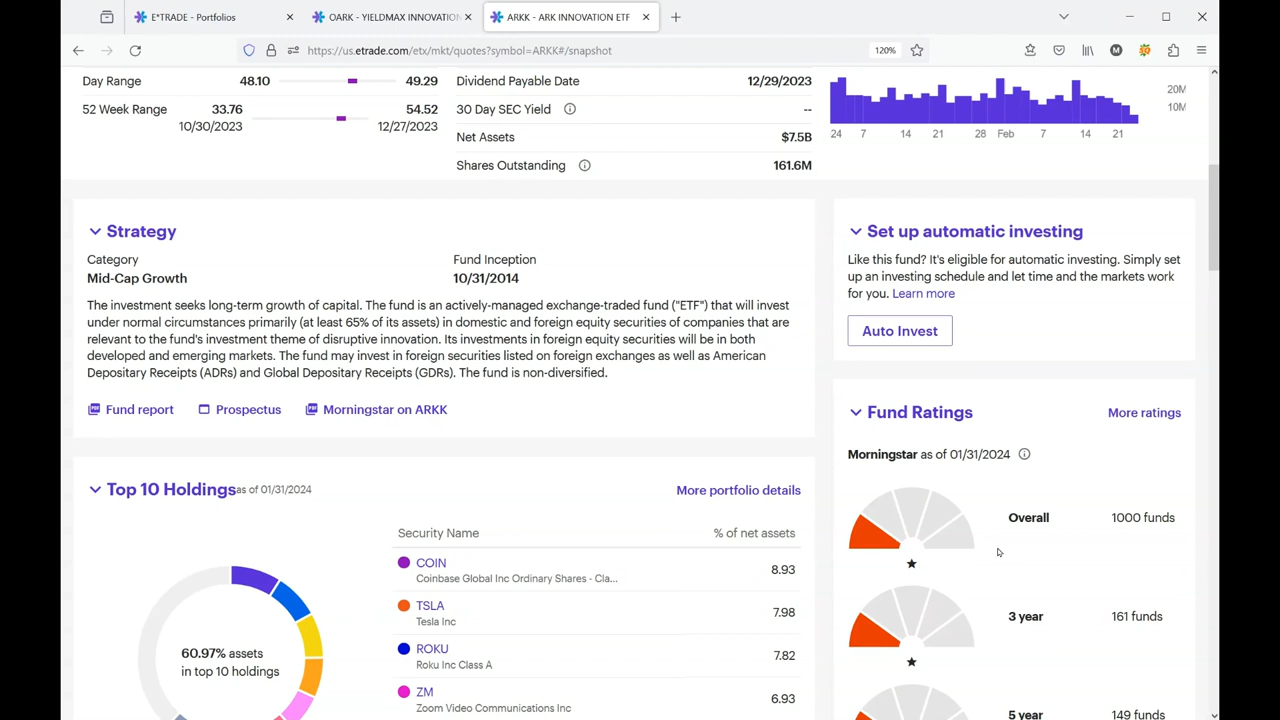 E*TRADE - Portfolios
OARK - YIELDMAX INNOVATION
ARKK - ARK INNOVATION ETF
https://us.etrade.com/etx/mkt/quotes?symbol=ARKK#/snapshot
120%
Day Range 48.10 49.29
52 Week Range 33.76 54.52
10/30/2023 12/27/2023
Dividend Payable Date 12/29/2023
30 Day SEC Yield --
Net Assets $7.5B
Shares Outstanding 161.6M
20M
10M
24 7 14 21 28 Feb 7 14 21
Strategy
Category
Mid-Cap Growth
Fund Inception
10/31/2014
The investment seeks long-term growth of capital. The fund is an actively-managed exchange-traded fund ("ETF") that will invest
under normal circumstances primarily (at least 65% of its assets) in domestic and foreign equity securities of companies that are
relevant to the fund's investment theme of disruptive innovation. Its investments in foreign equity securities will be in both
developed and emerging markets. The fund may invest in foreign securities listed on foreign exchanges as well as American
Depositary Receipts (ADRs) and Global Depositary Receipts (GDRs). The fund is non-diversified.
Fund report Prospectus Morningstar on ARKK
Set up automatic investing
Like this fund? It's eligible for automatic investing. Simply set
up an investing schedule and let time and the markets work
for you. Learn more
Auto Invest
Top 10 Holdings as of 01/31/2024
More portfolio details
60.97% assets
in top 10 holdings
Security Name % of net assets
COIN 8.93
Coinbase Global Inc Ordinary Shares - Cla...
TSLA 7.98
Tesla Inc
ROKU 7.82
Roku Inc Class A
ZM 6.93
Zoom Video Communications Inc
Fund Ratings
More ratings
Morningstar as of 01/31/2024
Overall 1000 funds
3 year 161 funds
5 year 149 funds